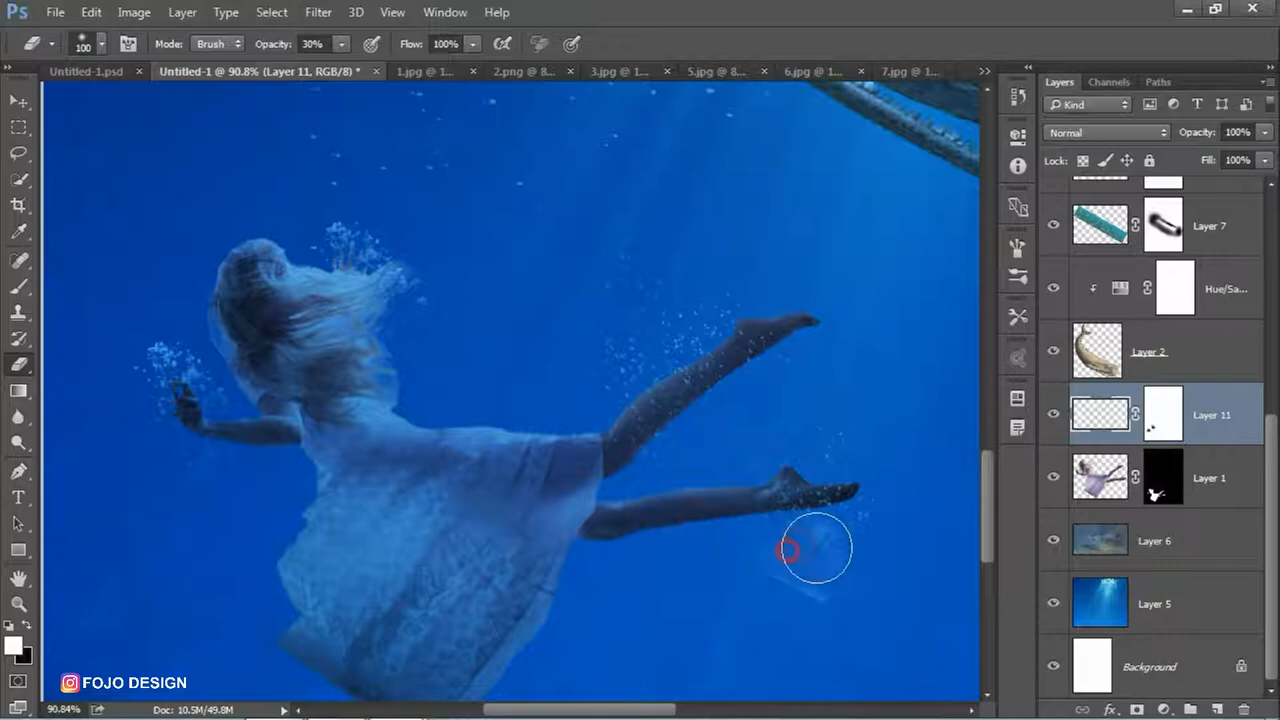 Ps File Edit Image Layer Type Select Filter 3D View Window Help
100 Mode: Brush Opacity: 30% Flow: 100%
Untitled-1.psd Untitled-1 @ 90.8% (Layer 11, RGB/8) * 1.jpg @ 1... 2.png @ 8... 3.jpg @ 1... 5.jpg @ 8... 6.jpg @ 1... 7.jpg @ 1...
Layers Channels Paths
Kind
Normal Opacity: 100%
Lock: Fill: 100%
Layer 7
Hue/Sa...
Layer 2
Layer 11
Layer 1
Layer 6
Layer 5
Background
FOJO DESIGN
90.84% Doc: 10.5M/49.8M